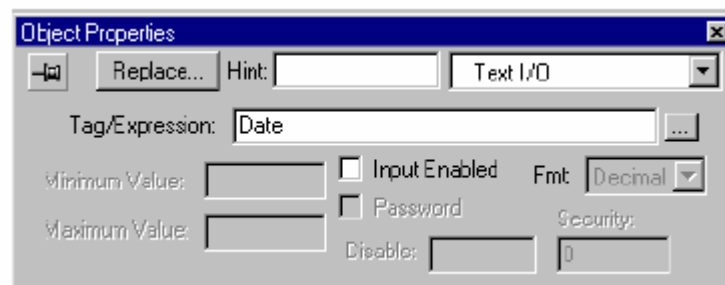 Object Properties
Replace... Hint: Text I/O
Tag/Expression: Date ...
Minimum Value: Input Enabled Fmt: Decimal
Maximum Value: Password Security:
Disable: 0